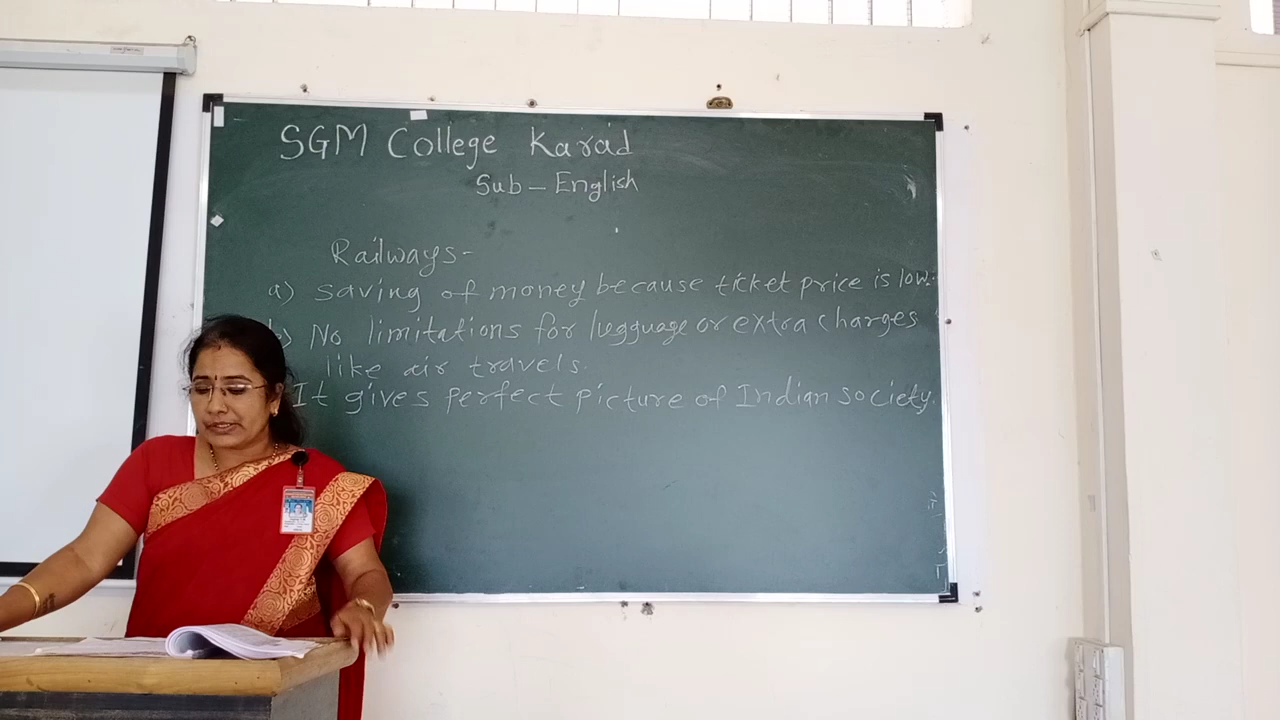 SGM College Karad
Sub - English
Railways-
a) saving of money because ticket price is low.
b) No limitations for lugguage or extra charges
like air travels.
It gives perfect picture of Indian society.